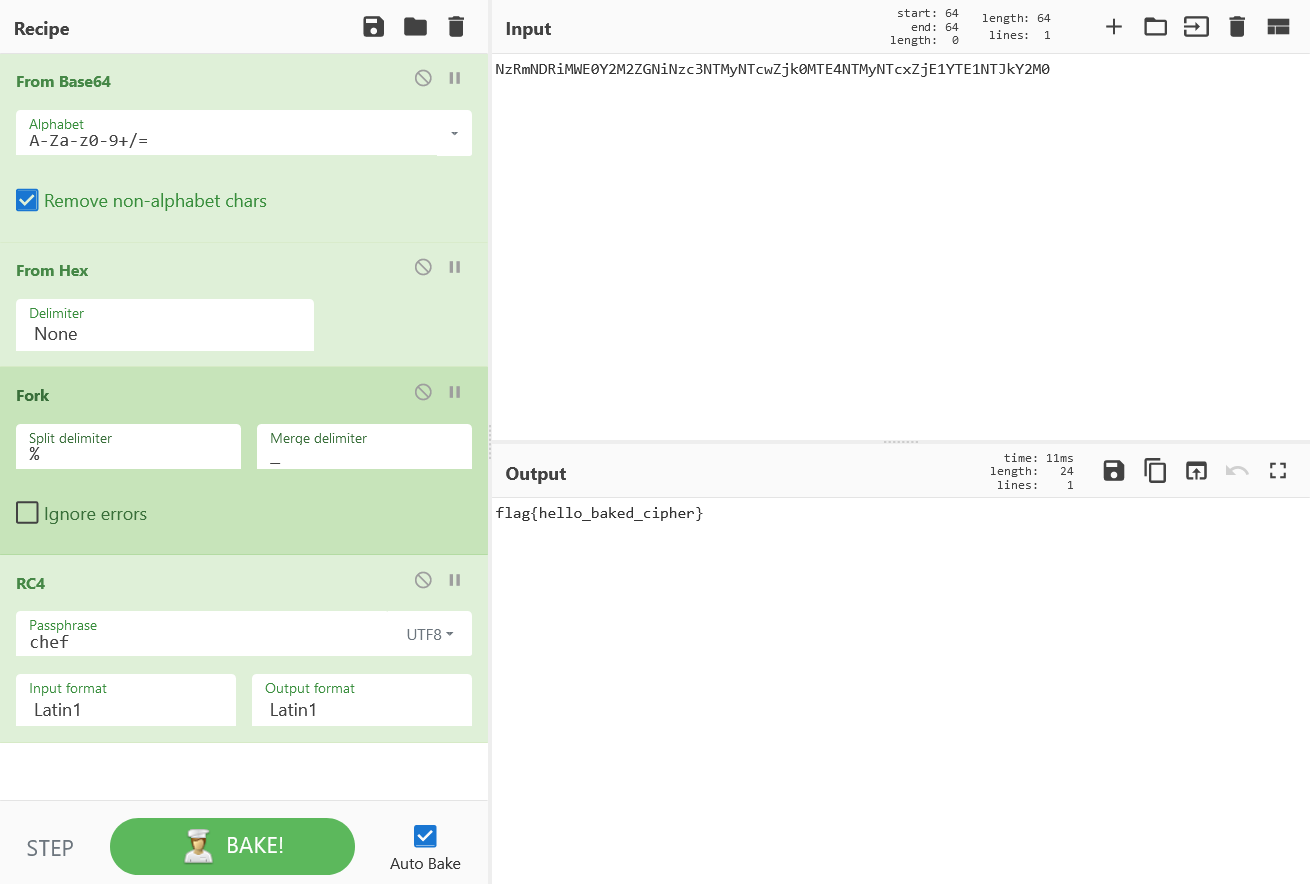 Recipe
From Base64
Alphabet
A-Za-z0-9+/=
Remove non-alphabet chars
From Hex
Delimiter
None
Fork
Split delimiter
%
Merge delimiter
_
Ignore errors
RC4
Passphrase
chef
UTF8
Input format
Latin1
Output format
Latin1
STEP
BAKE!
Auto Bake
Input
start: 64
end: 64
length: 0
length: 64
lines: 1
NzRmNDRiMWE0Y2M2ZGNiNzc3NTMyNTcwZjk0MTE4NTMyNTcxZjE1YTE1NTJkY2M0
Output
time: 11ms
length: 24
lines: 1
flag{hello_baked_cipher}